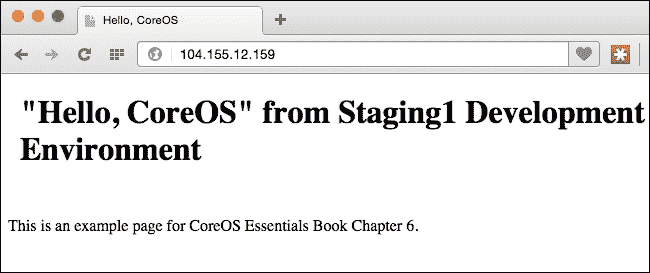 Hello, CoreOS
104.155.12.159
"Hello, CoreOS" from Staging1 Development
Environment
This is an example page for CoreOS Essentials Book Chapter 6.